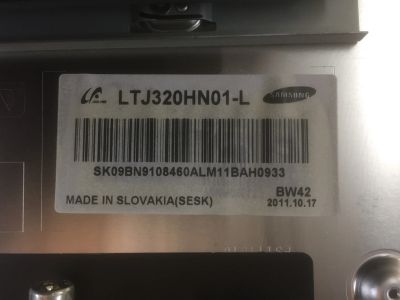 LTJ320HN01-L
SAMSUNG
SK09BN9108460ALM11BAH0933
BW42
MADE IN SLOVAKIA(SESK)
2011.10.17